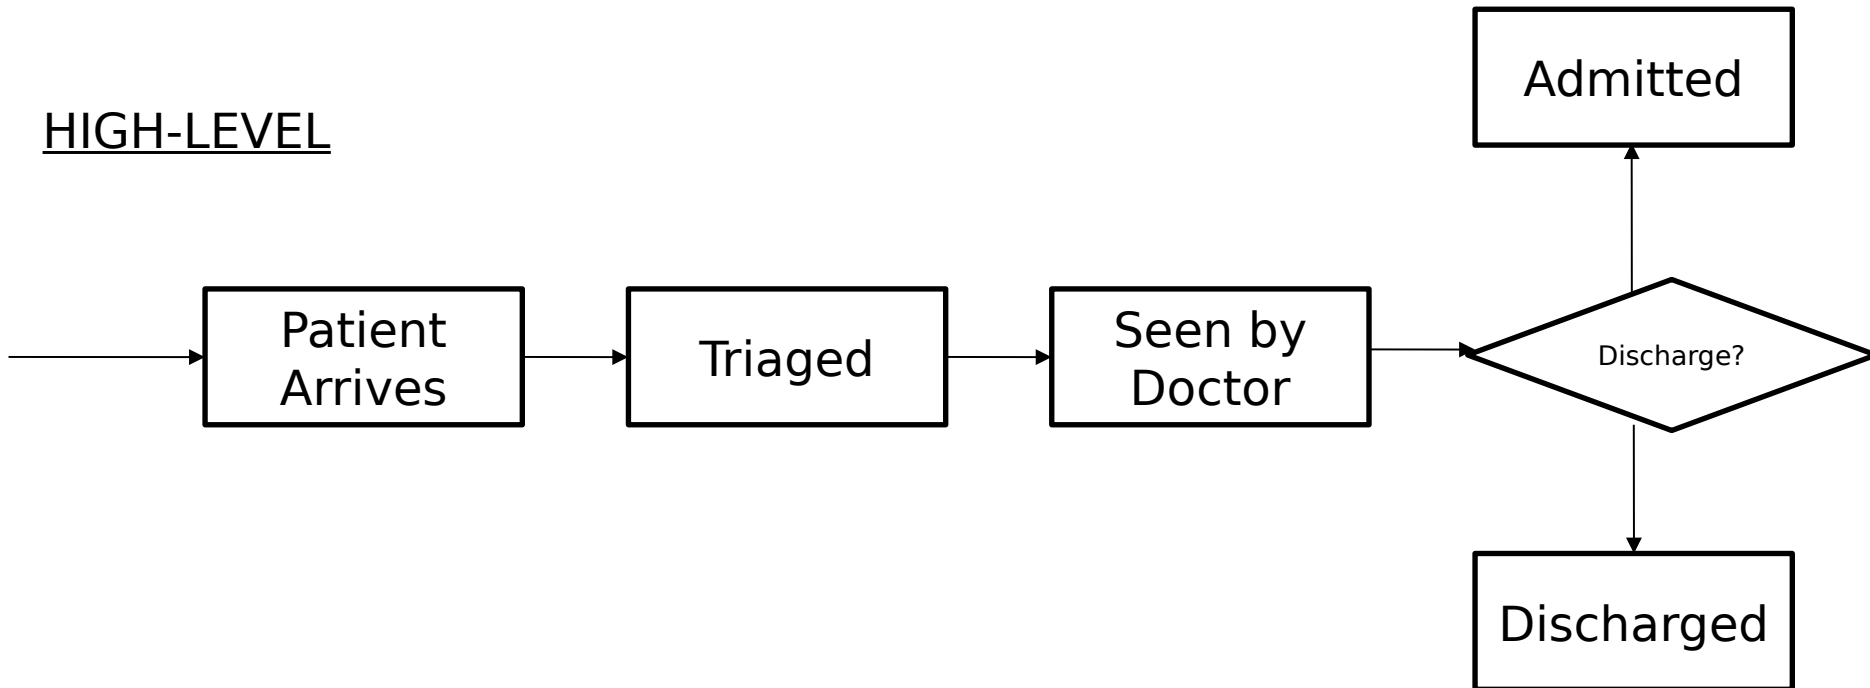 Admitted
HIGH-LEVEL
Patient
Arrives
Triaged
Seen by
Doctor
Discharge?
Discharged